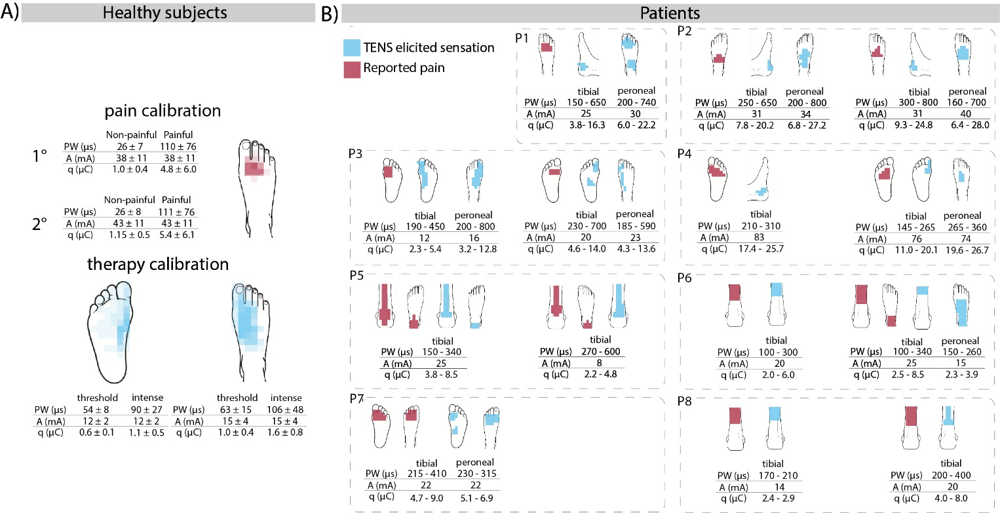 A) Healthy subjects
pain calibration
1°
Non-painful Painful
PW (μs) 26 ± 7 110 ± 76
A (mA) 38 ± 11 38 ± 11
q (μC) 1.0 ± 0.4 4.8 ± 6.0
2°
Non-painful Painful
PW (μs) 26 ± 8 111 ± 76
A (mA) 43 ± 11 43 ± 11
q (μC) 1.15 ± 0.5 5.4 ± 6.1
therapy calibration
threshold intense
PW (μs) 54 ± 8 90 ± 27
A (mA) 12 ± 2 12 ± 2
q (μC) 0.6 ± 0.1 1.1 ± 0.5
threshold intense
PW (μs) 63 ± 15 106 ± 48
A (mA) 15 ± 4 15 ± 4
q (μC) 1.0 ± 0.4 1.6 ± 0.8
B) Patients
TENS elicited sensation
Reported pain
P1
tibial peroneal
PW (μs) 150 - 650 200 - 740
A (mA) 25 30
q (μC) 3.8- 16.3 6.0 - 22.2
P2
tibial peroneal
PW (μs) 250 - 650 200 - 800
A (mA) 31 34
q (μC) 7.8 - 20.2 6.8 - 27.2
tibial peroneal
PW (μs) 300 - 800 160 - 700
A (mA) 31 40
q (μC) 9.3 - 24.8 6.4 - 28.0
P3
tibial peroneal
PW (μs) 190 - 450 200 - 800
A (mA) 12 16
q (μC) 2.3 - 5.4 3.2 - 12.8
tibial peroneal
PW (μs) 230 - 700 185 - 590
A (mA) 20 23
q (μC) 4.6 - 14.0 4.3 - 13.6
P4
tibial
PW (μs) 210 - 310
A (mA) 83
q (μC) 17.4 - 25.7
tibial peroneal
PW (μs) 145 - 265 265 - 360
A (mA) 76 74
q (μC) 11.0 - 20.1 19.6 - 26.7
P5
tibial
PW (μs) 150 - 340
A (mA) 25
q (μC) 3.8 - 8.5
tibial
PW (μs) 270 - 600
A (mA) 8
q (μC) 2.2 - 4.8
P6
tibial
PW (μs) 100 - 300
A (mA) 20
q (μC) 2.0 - 6.0
tibial peroneal
PW (μs) 100 - 340 150 - 260
A (mA) 25 15
q (μC) 2.5 - 8.5 2.3 - 3.9
P7
tibial peroneal
PW (μs) 215 - 410 230 - 315
A (mA) 22 22
q (μC) 4.7 - 9.0 5.1 - 6.9
P8
tibial
PW (μs) 170 - 210
A (mA) 14
q (μC) 2.4 - 2.9
tibial
PW (μs) 200 - 400
A (mA) 20
q (μC) 4.0 - 8.0